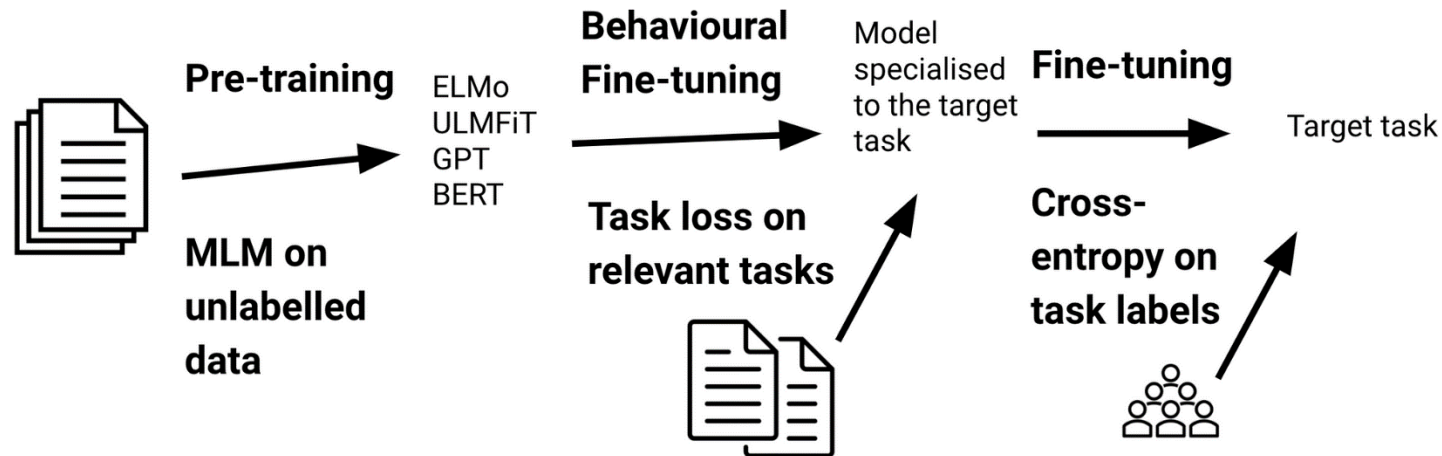 Pre-training
ELMo
ULMFiT
GPT
BERT
MLM on
unlabelled
data
Behavioural
Fine-tuning
Task loss on
relevant tasks
Model
specialised
to the target
task
Fine-tuning
Cross-
entropy on
task labels
Target task